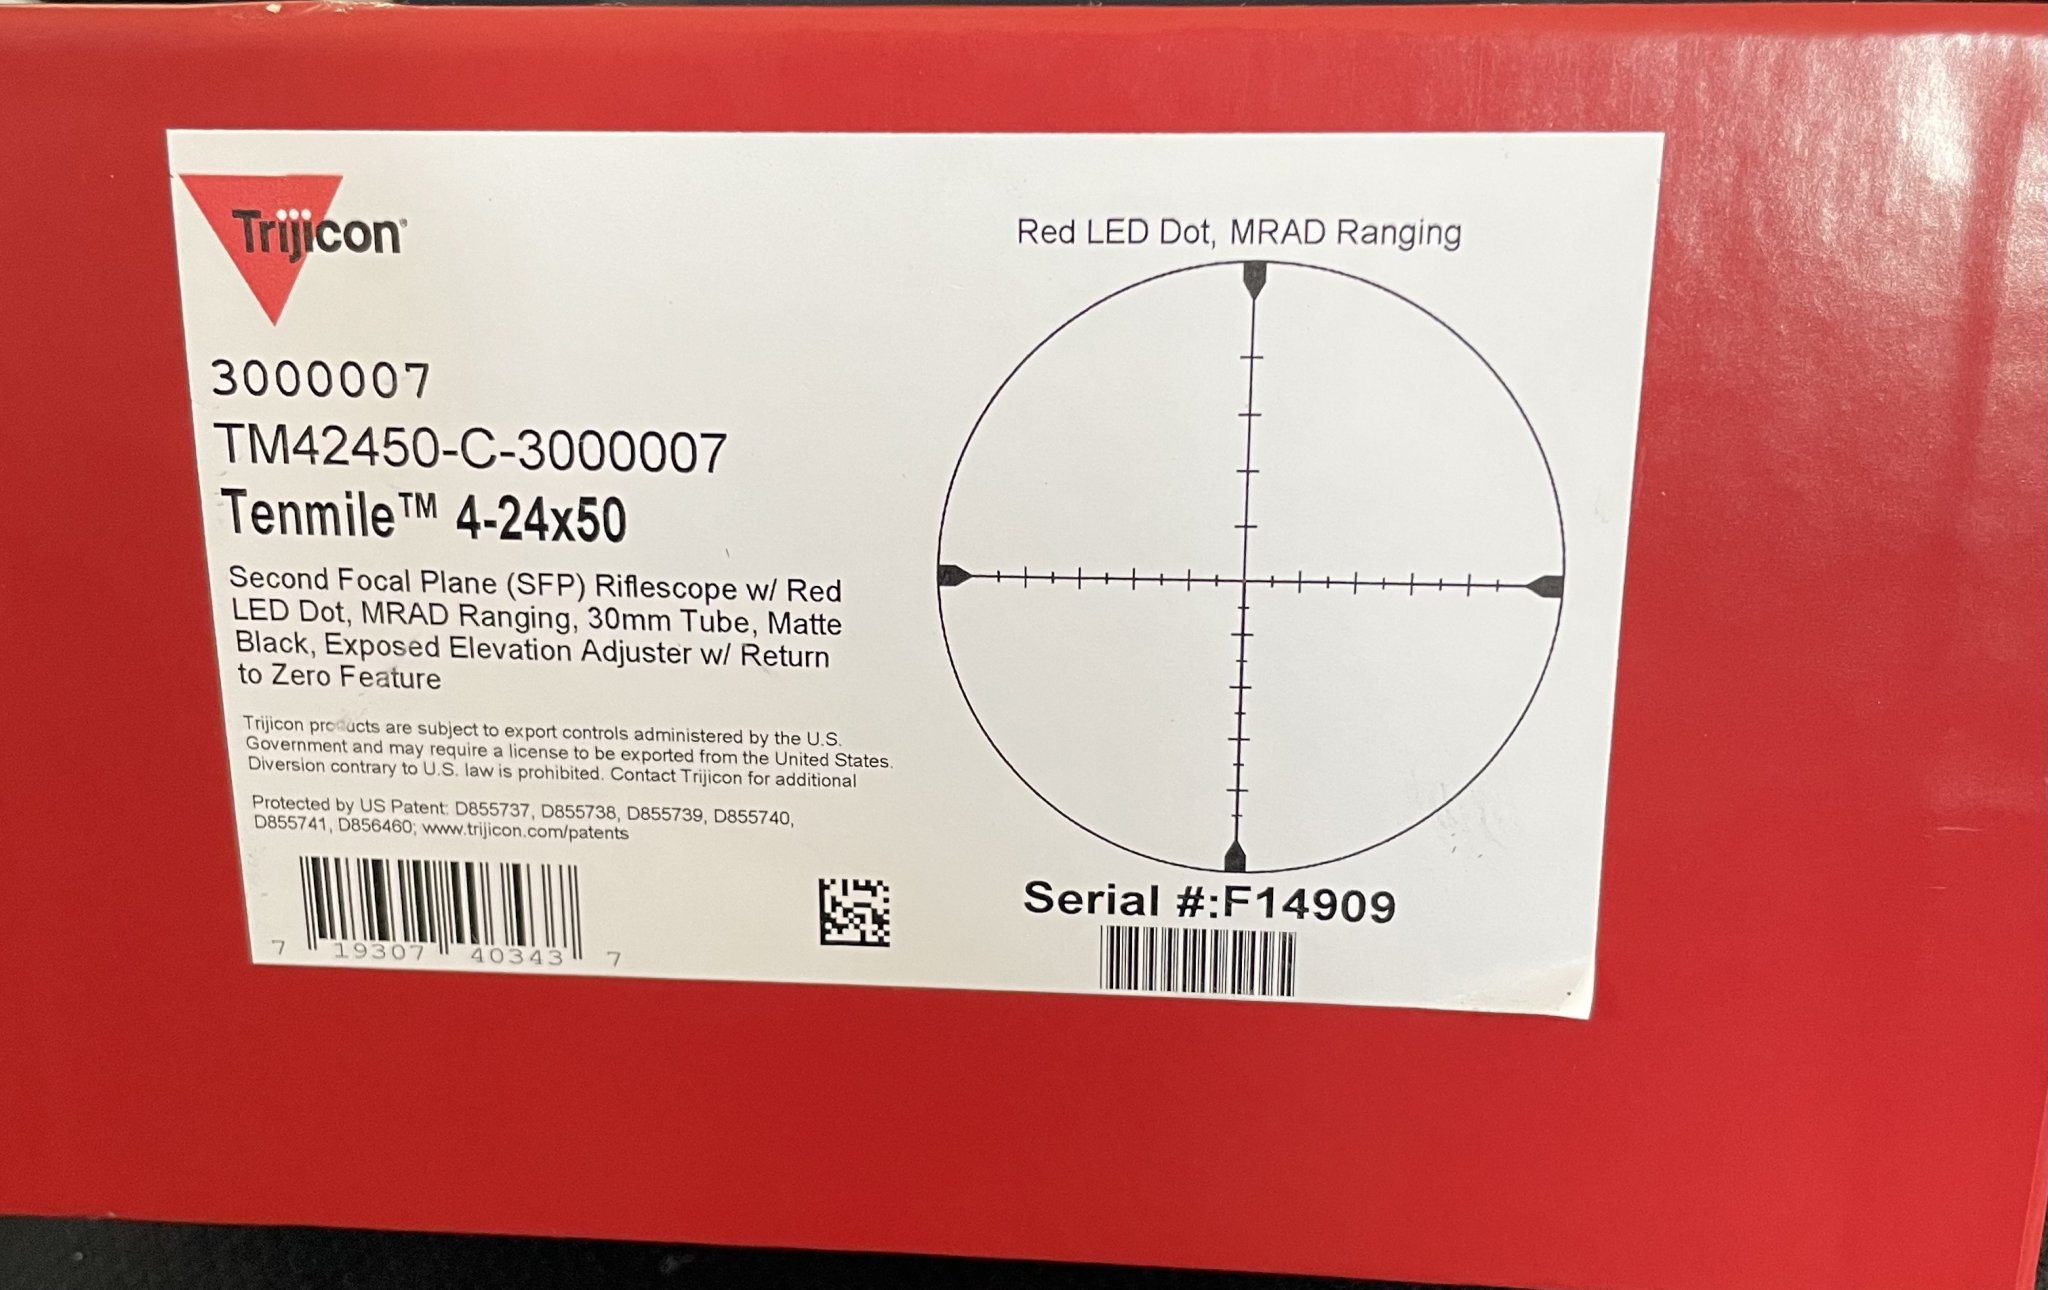 Trijicon®
3000007
TM42450-C-3000007
Tenmile™ 4-24x50
Second Focal Plane (SFP) Riflescope w/ Red
LED Dot, MRAD Ranging, 30mm Tube, Matte
Black, Exposed Elevation Adjuster w/ Return
to Zero Feature
Trijicon products are subject to export controls administered by the U.S.
Government and may require a license to be exported from the United States.
Diversion contrary to U.S. law is prohibited. Contact Trijicon for additional
Protected by US Patent: D855737, D855738, D855739, D855740,
D855741, D856460; www.trijicon.com/patents
7 19307 40343 7
Red LED Dot, MRAD Ranging
Serial #:F14909